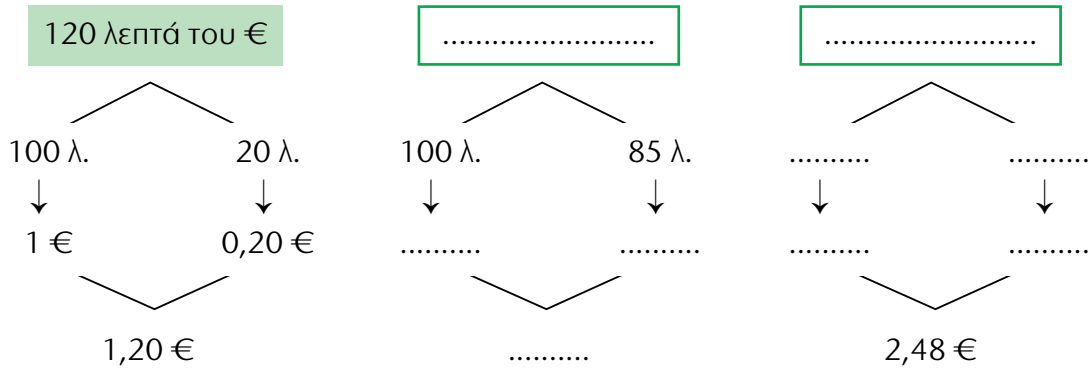 120 λεπτά του € .......................... ..........................
100 λ. 20 λ. 100 λ. 85 λ. .......... ..........
↓ ↓ ↓ ↓ ↓ ↓
1 € 0,20 € .......... .......... .......... ..........
1,20 € .......... 2,48 €